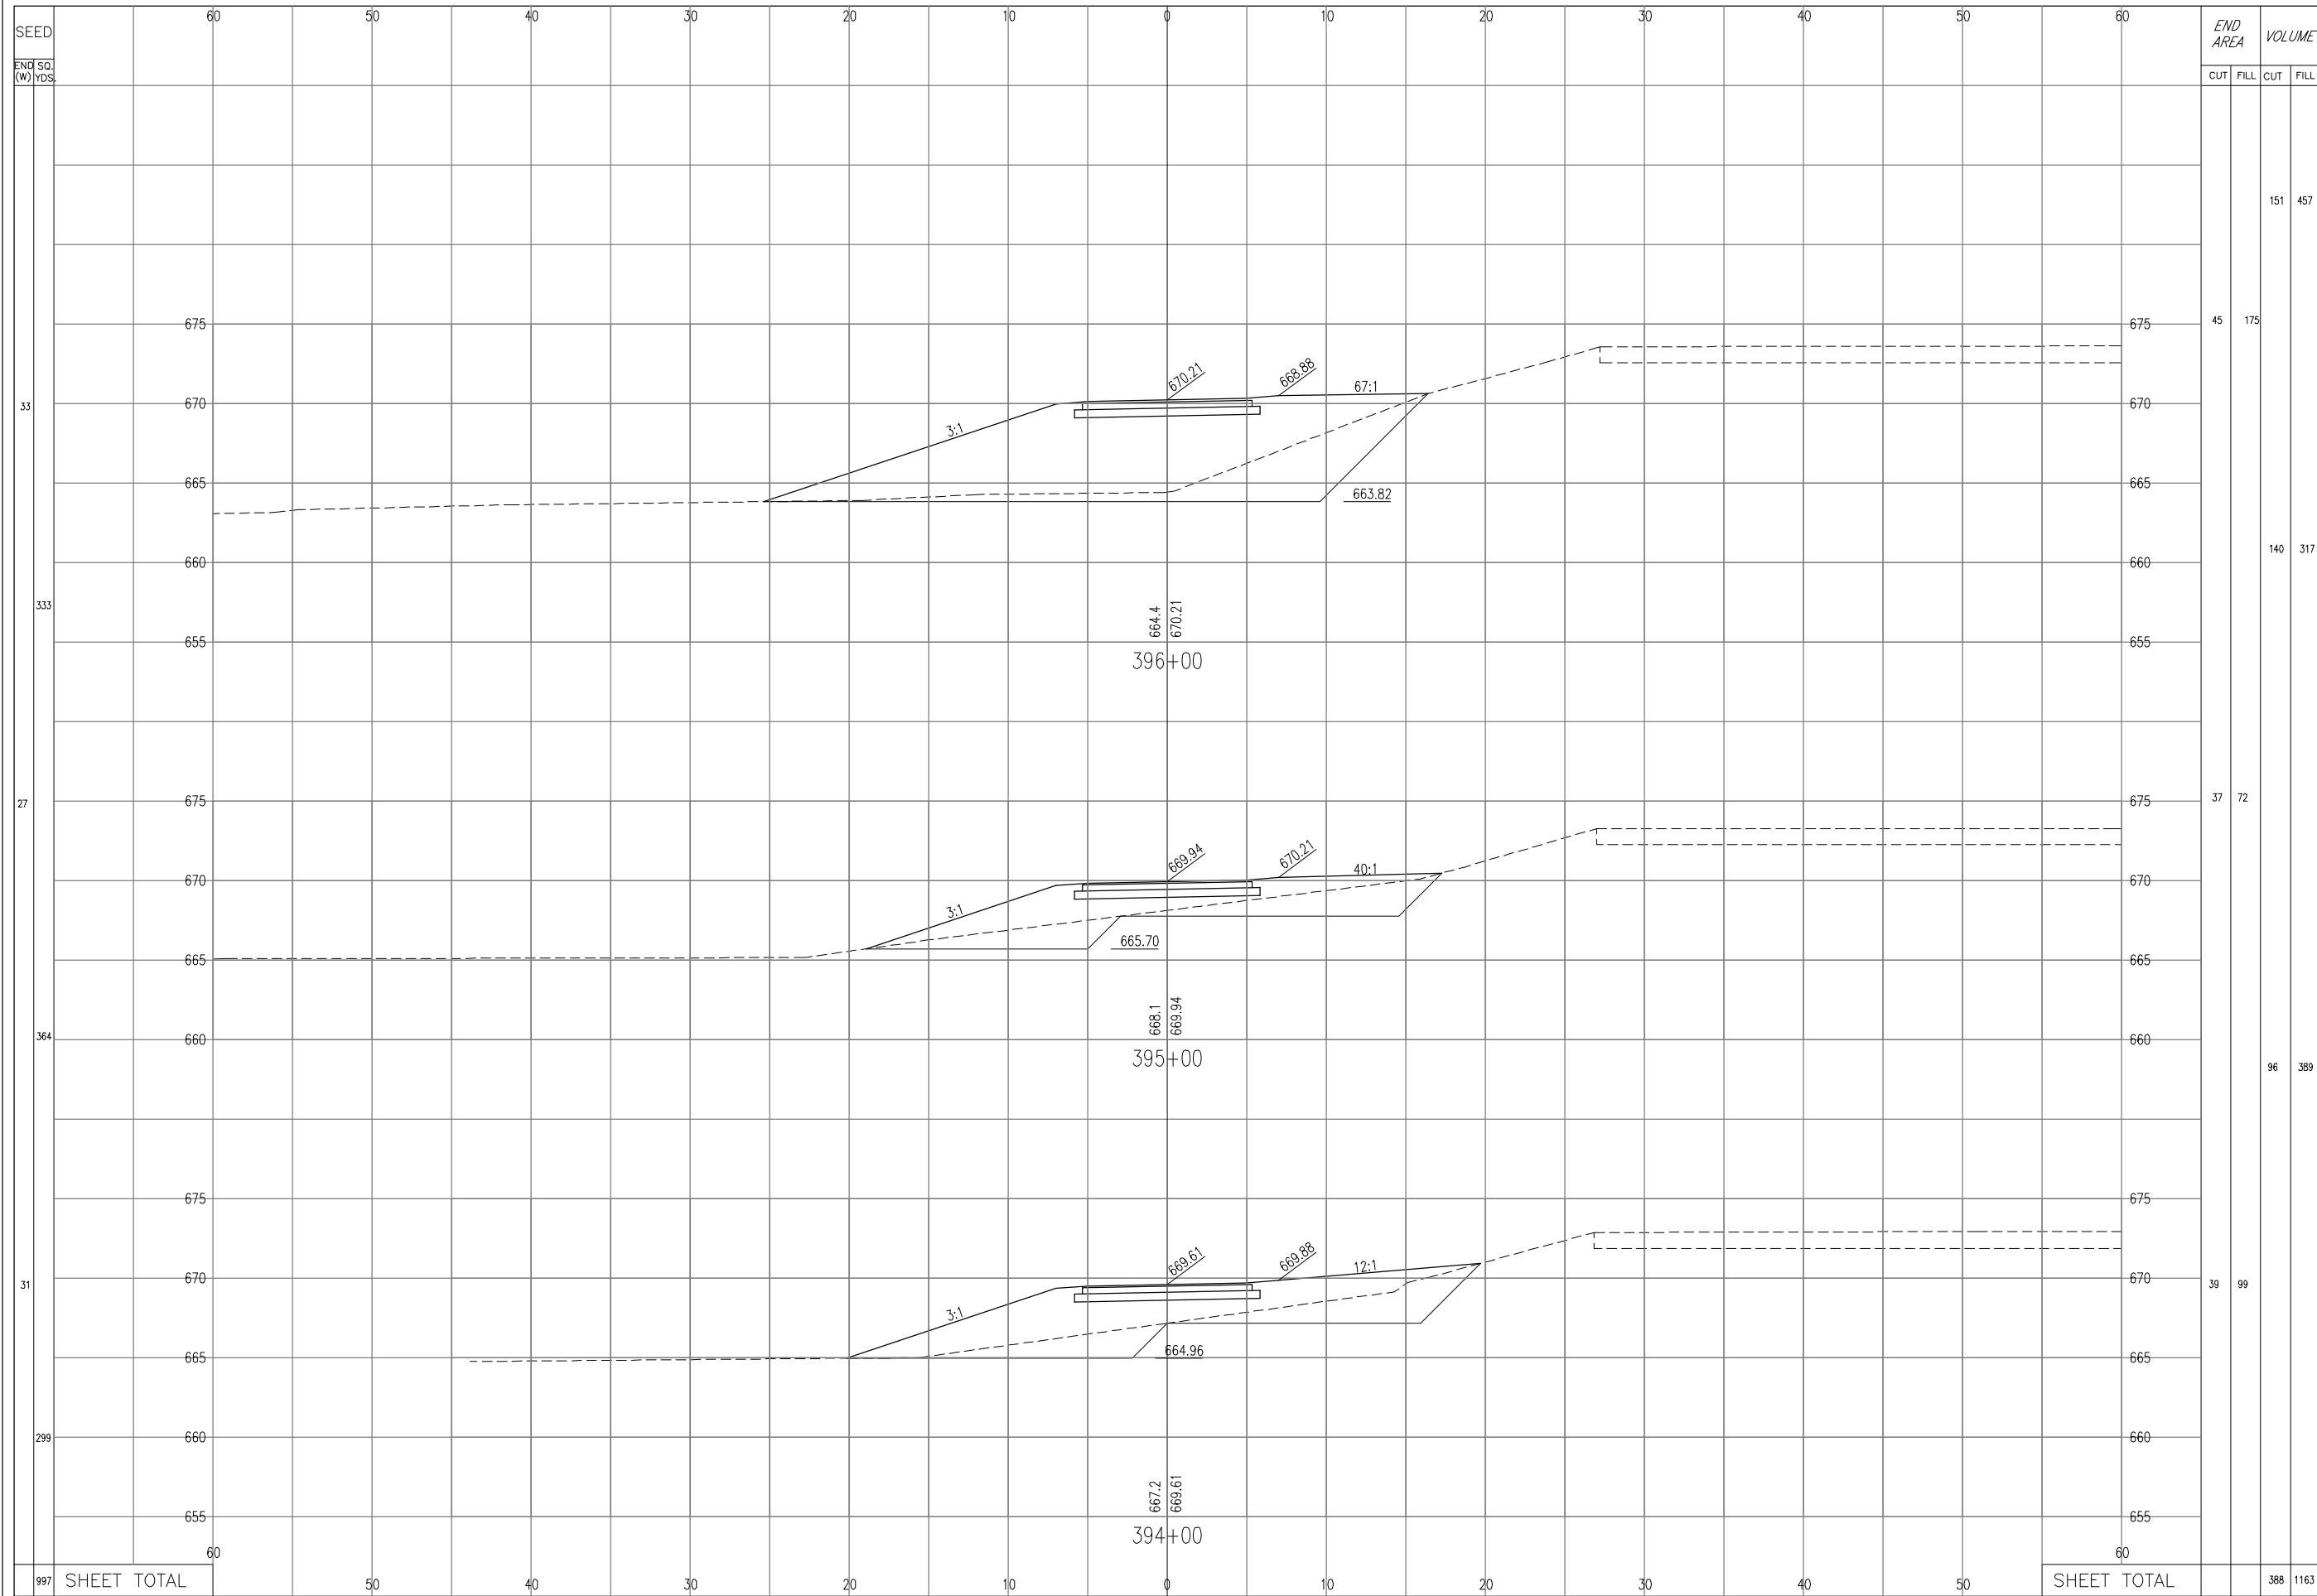 60 50 40 30 20 10 0 10 20 30 40 50 60
SEED
END AREA
VOLUME
END (W)
SQ. YDS.
CUT FILL CUT FILL
151 457
675 675 45 175
670.21 668.88
67:1
33 670 670
3:1
665 665
663.82
140 317
660 660
333
664.4 670.21
655 655
396+00
27 675 675 37 72
669.94 670.21
40:1
670 670
3:1
665.70
665 665
668.1 669.94
364 660 660
395+00
96 389
675 675
669.61 669.88
12:1
31 670 670 39 99
3:1
664.96
665 665
299 660 660
667.2 669.61
655 655
394+00
60 60
997 SHEET TOTAL 50 40 30 20 10 0 10 20 30 40 50 SHEET TOTAL 388 1163